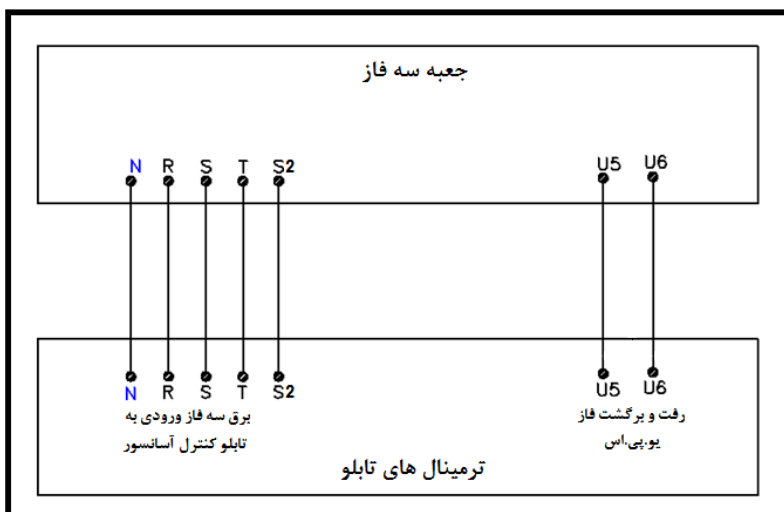 جعبه سه فاز
N R S T S2 U5 U6
N R S T S2 U5 U6
برق سه فاز ورودی به
تابلو کنترل آسانسور
رفت و برگشت فاز
یو.پی.اس
ترمینال های تابلو